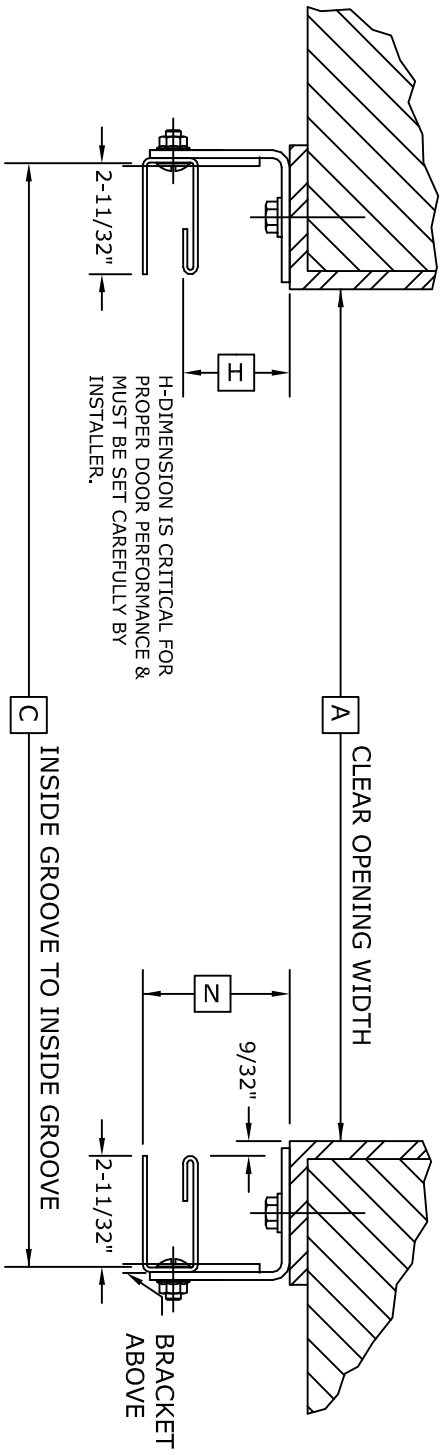 CLEAR OPENING WIDTH
A
9/32"
H
Z
H-DIMENSION IS CRITICAL FOR
PROPER DOOR PERFORMANCE &
MUST BE SET CAREFULLY BY
INSTALLER.
2-11/32"
2-11/32"
BRACKET
ABOVE
INSIDE GROOVE TO INSIDE GROOVE
C